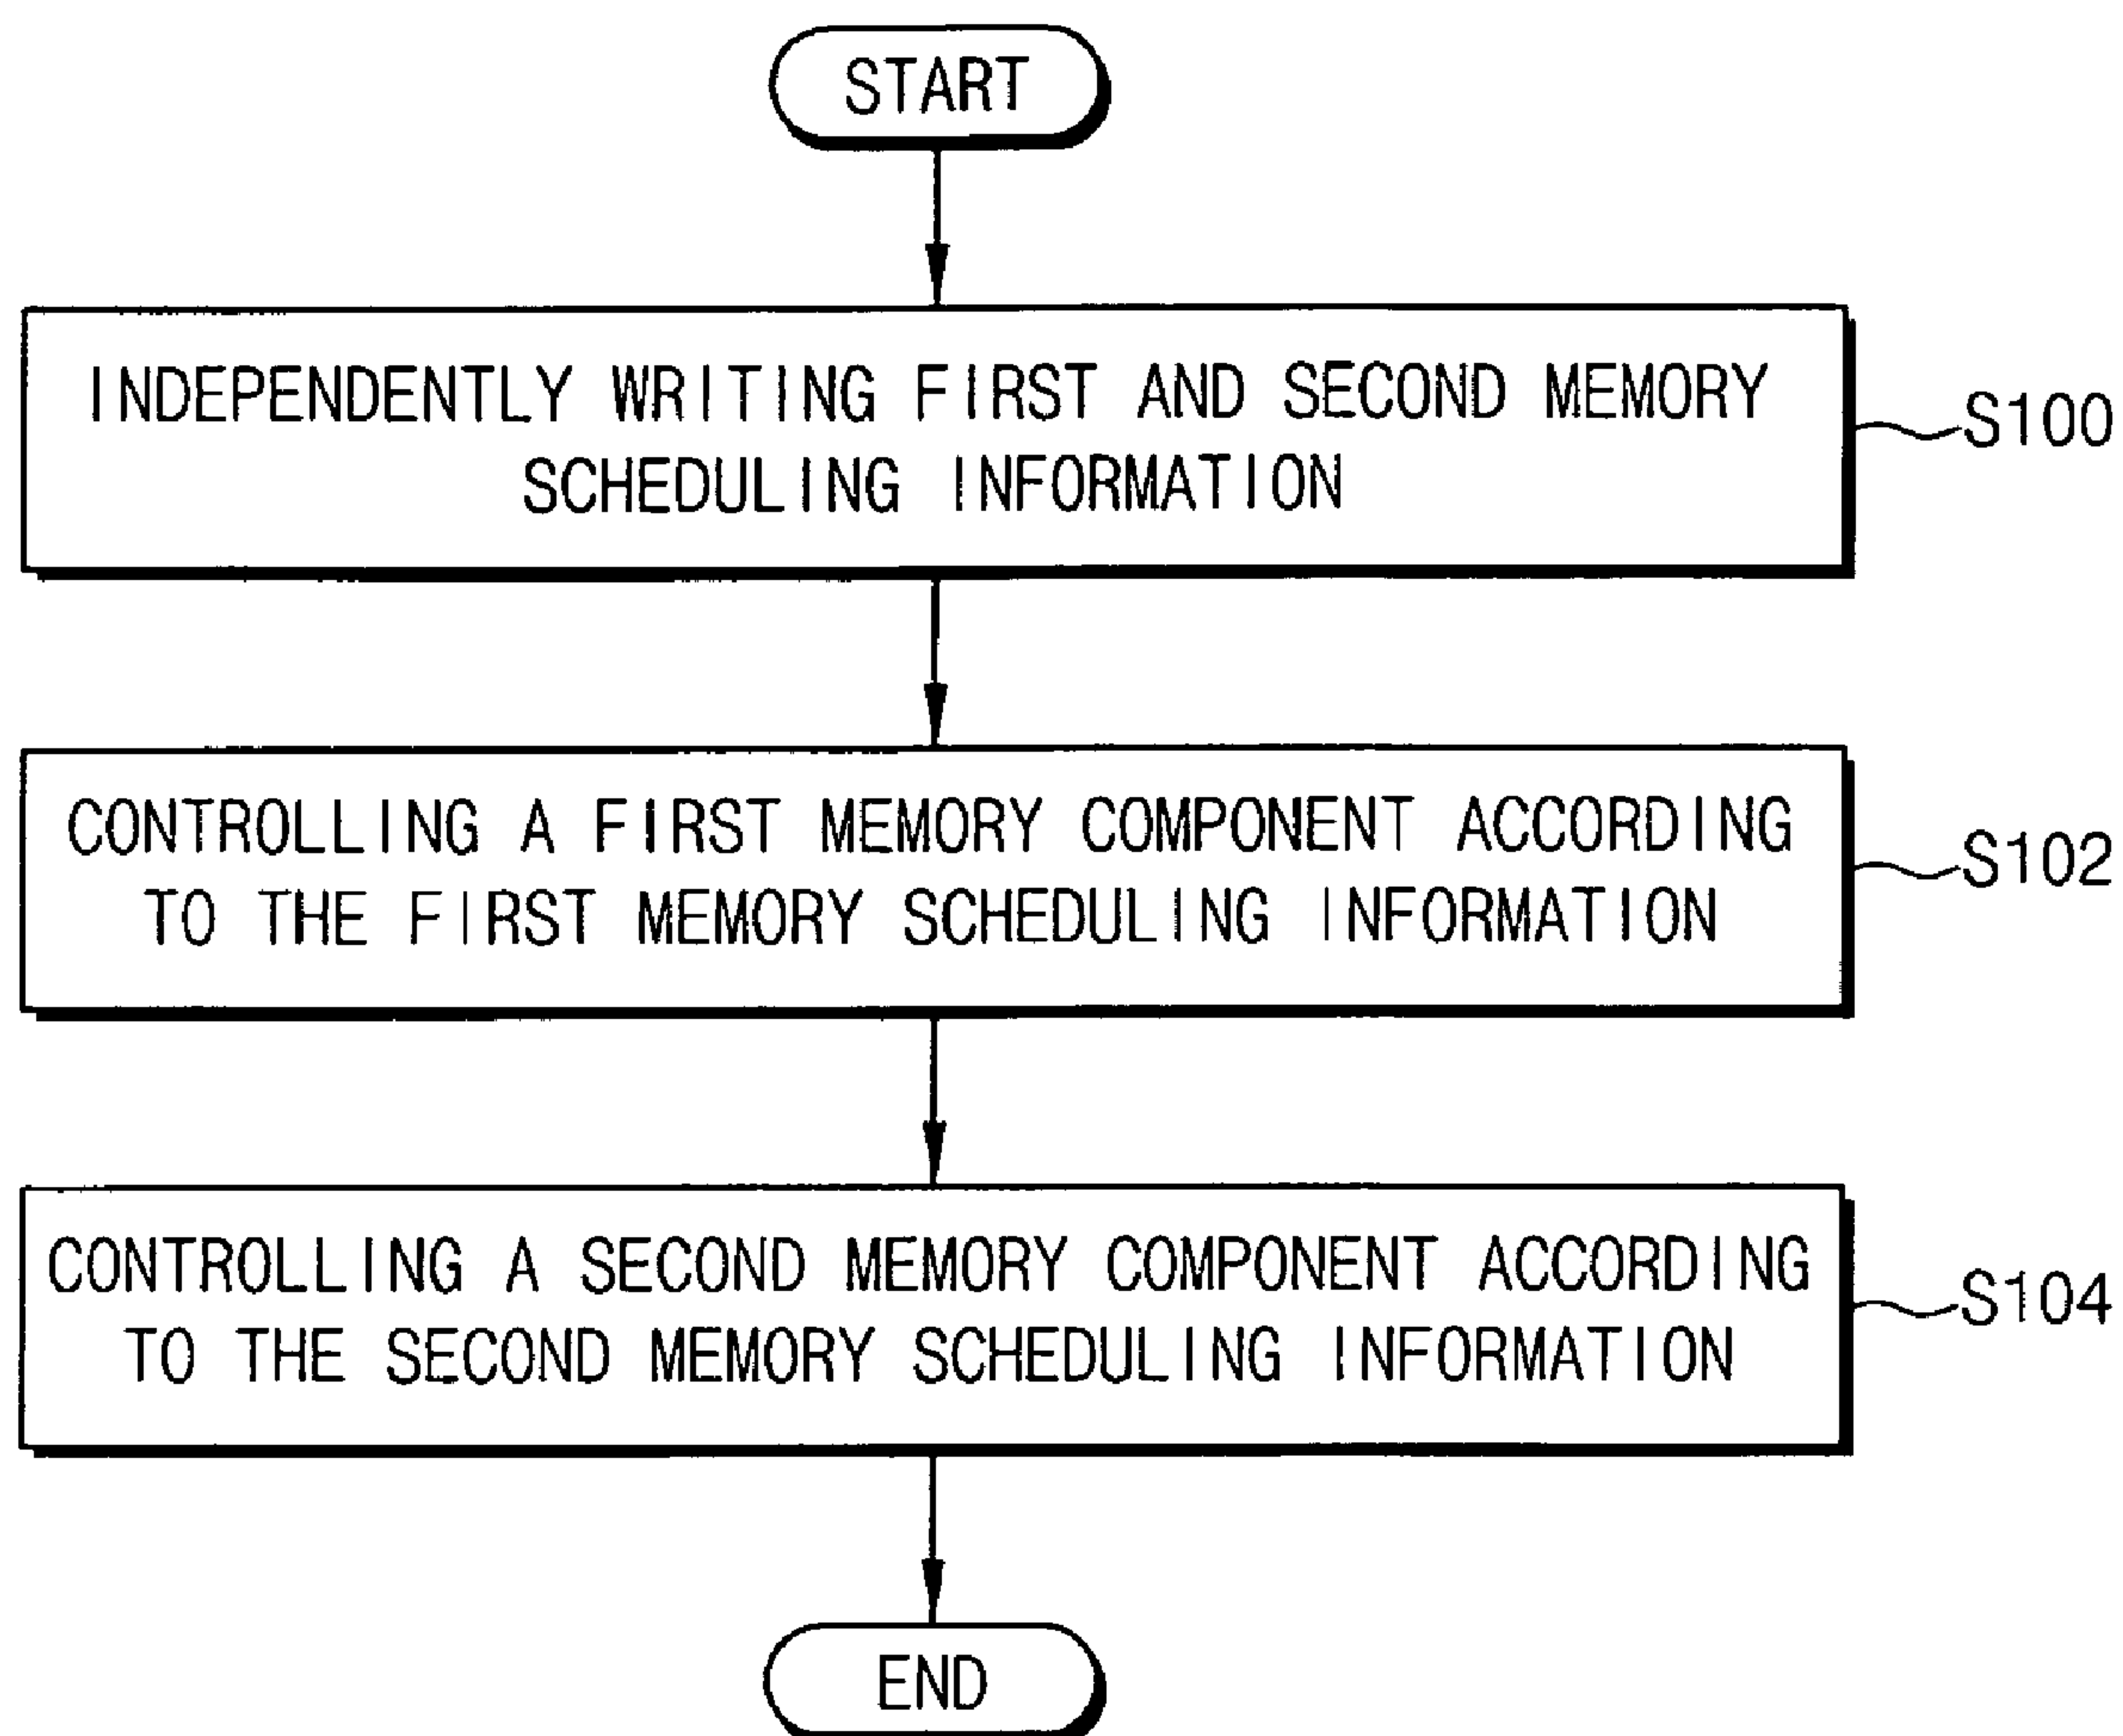 START
INDEPENDENTLY WRITING FIRST AND SECOND MEMORY
SCHEDULING INFORMATION
S100
CONTROLLING A FIRST MEMORY COMPONENT ACCORDING
TO THE FIRST MEMORY SCHEDULING INFORMATION
S102
CONTROLLING A SECOND MEMORY COMPONENT ACCORDING
TO THE SECOND MEMORY SCHEDULING INFORMATION
S104
END